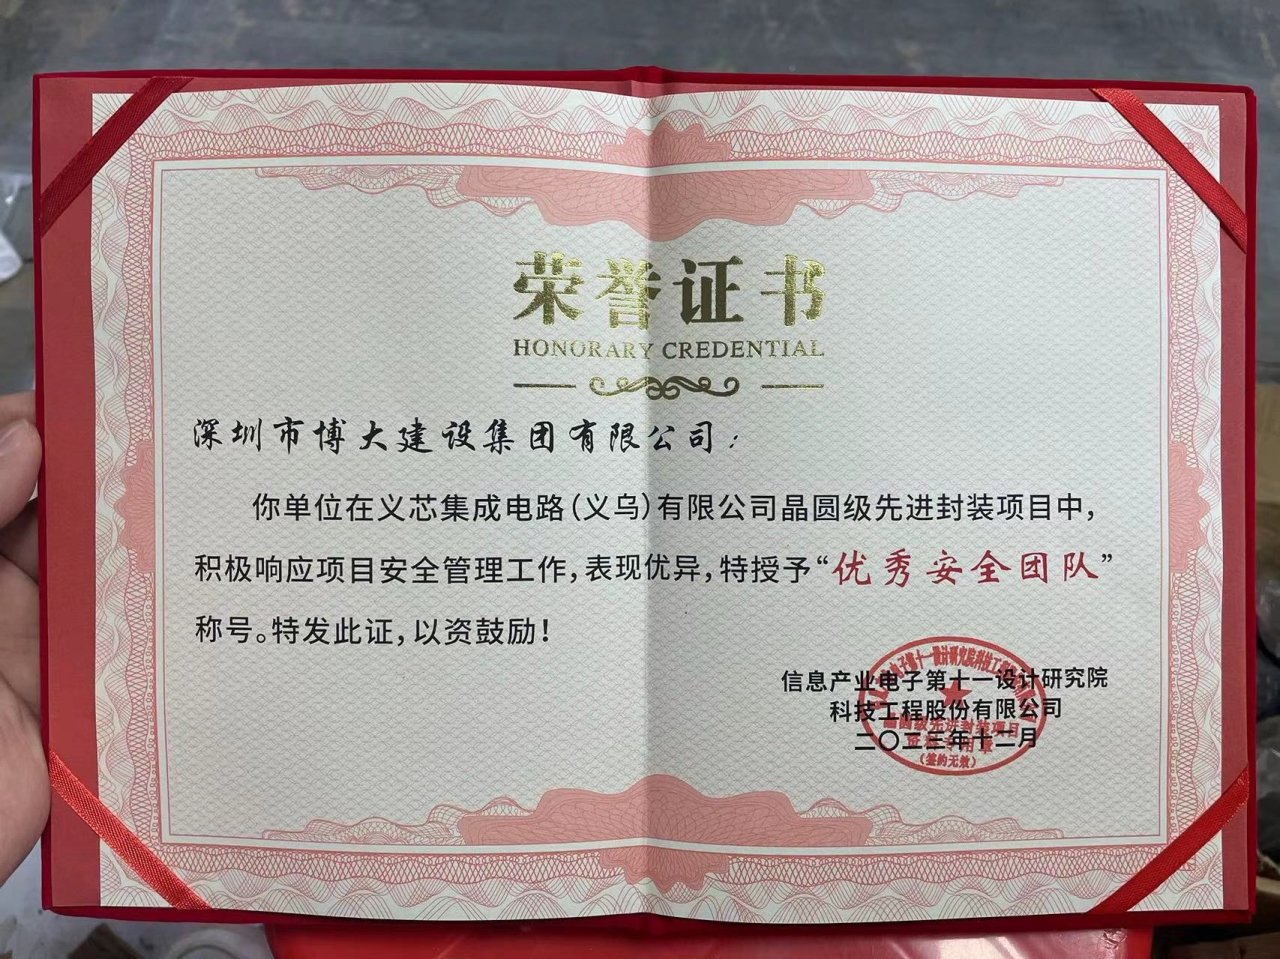 荣誉证书
HONORARY CREDENTIAL
深圳市博大建设集团有限公司：
你单位在义芯集成电路(义乌)有限公司晶圆级先进封装项目中，
积极响应项目安全管理工作，表现优异，特授予“优秀安全团队”
称号。特发此证，以资鼓励！
信息产业电子第十一设计研究院
科技工程股份有限公司
二〇二三年十二月
(签约无效)